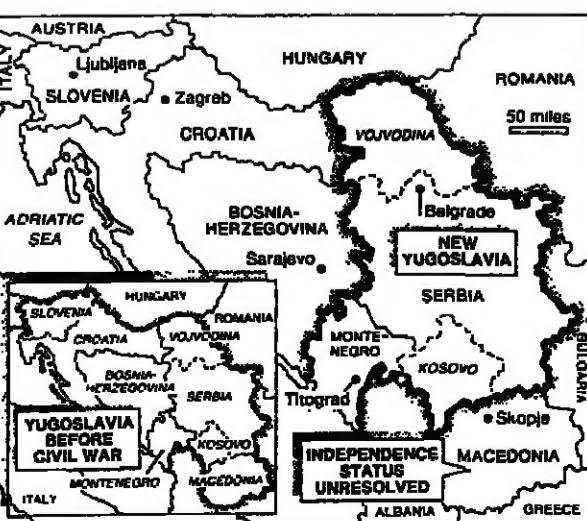 AUSTRIA
ITALY
Ljubljana
SLOVENIA
Zagreb
HUNGARY
ROMANIA
50 miles
CROATIA
VOJVODINA
ADRIATIC
SEA
BOSNIA-
HERZEGOVINA
Sarajevo
Belgrade
NEW
YUGOSLAVIA
SERBIA
MONTE-
NEGRO
KOSOVO
BULGARIA
Titograd
Skopje
MACEDONIA
INDEPENDENCE
STATUS
UNRESOLVED
ALBANIA
GREECE
HUNGARY
SLOVENIA
ROMANIA
CROATIA
VOJVODINA
BOSNIA-
HERZEGOVINA
SERBIA
YUGOSLAVIA
BEFORE
CIVIL WAR
KOSOVO
MONTENEGRO
MACEDONIA
ITALY